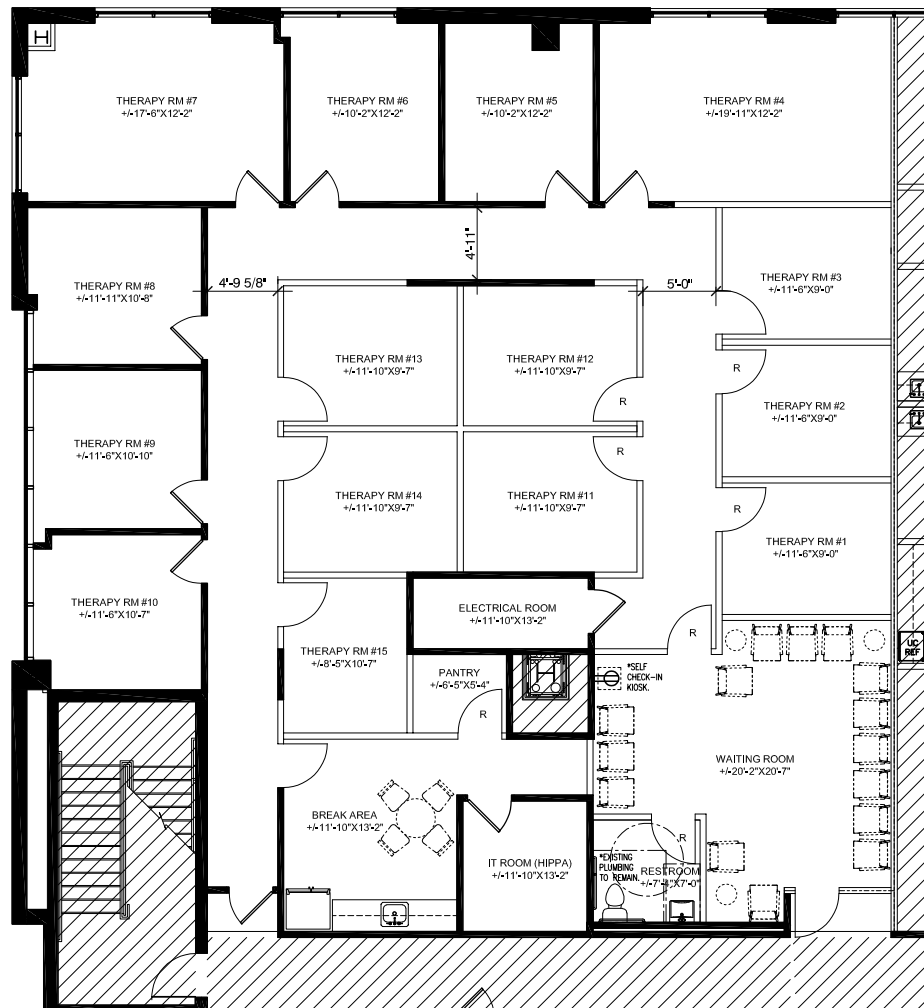 H
THERAPY RM #7
+/-17'-6"X12'-2"
THERAPY RM #6
+/-10'-2"X12'-2"
THERAPY RM #5
+/-10'-2"X12'-2"
THERAPY RM #4
+/-19'-11"X12'-2"
4'-11"
THERAPY RM #8
+/-11'-11"X10'-8"
4'-9 5/8"
5'-0"
THERAPY RM #3
+/-11'-6"X9'-0"
THERAPY RM #13
+/-11'-10"X9'-7"
THERAPY RM #12
+/-11'-10"X9'-7"
R
R
THERAPY RM #2
+/-11'-6"X9'-0"
THERAPY RM #9
+/-11'-6"X10'-10"
R
THERAPY RM #14
+/-11'-10"X9'-7"
THERAPY RM #11
+/-11'-10"X9'-7"
R
THERAPY RM #1
+/-11'-6"X9'-0"
THERAPY RM #10
+/-11'-6"X10'-7"
ELECTRICAL ROOM
+/-11'-10"X13'-2"
R
UC
REF
THERAPY RM #15
+/-8'-5"X10'-7"
PANTRY
+/-6'-5"X5'-4"
R
H
*SELF
CHECK-IN
KIOSK.
WAITING ROOM
+/-20'-2"X20'-7"
BREAK AREA
+/-11'-10"X13'-2"
IT ROOM (HIPPA)
+/-11'-10"X13'-2"
R
*EXISTING
PLUMBING
TO REMAIN.
RESTROOM
+/-7'-4"X7'-0"